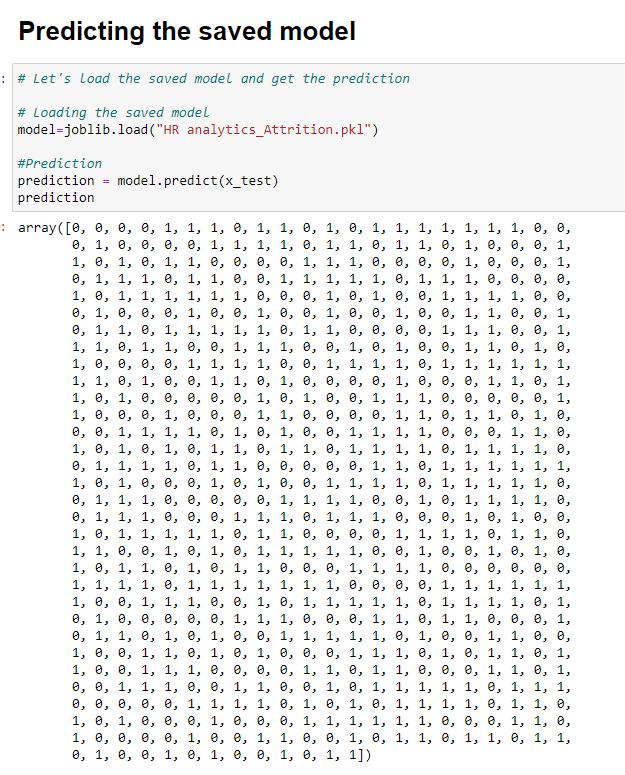 Predicting the saved model
: # Let's load the saved model and get the prediction
# Loading the saved model
model=joblib.load("HR analytics_Attrition.pkl")
#Prediction
prediction = model.predict(x_test)
prediction
: array([0, 0, 0, 0, 1, 1, 1, 0, 1, 1, 0, 1, 0, 1, 1, 1, 1, 1, 1, 1, 0, 0,
0, 1, 0, 0, 0, 0, 1, 1, 1, 1, 0, 1, 1, 0, 1, 1, 0, 1, 0, 0, 0, 1,
1, 0, 1, 0, 1, 1, 0, 0, 0, 0, 1, 1, 1, 0, 0, 0, 0, 1, 0, 0, 0, 1,
0, 1, 1, 1, 0, 1, 1, 0, 0, 1, 1, 1, 1, 1, 0, 1, 1, 1, 0, 0, 0, 0,
1, 0, 1, 1, 1, 1, 1, 1, 0, 0, 0, 1, 0, 1, 0, 0, 1, 1, 1, 1, 0, 0,
0, 1, 0, 0, 0, 1, 0, 0, 1, 0, 0, 1, 0, 0, 1, 0, 0, 1, 1, 0, 0, 1,
0, 1, 1, 0, 1, 1, 1, 1, 1, 0, 1, 1, 0, 0, 0, 0, 1, 1, 1, 0, 0, 1,
1, 1, 0, 1, 1, 0, 0, 1, 1, 1, 0, 0, 1, 0, 1, 0, 0, 1, 1, 0, 1, 0,
1, 0, 0, 0, 0, 1, 1, 1, 1, 0, 0, 1, 1, 1, 1, 0, 1, 1, 1, 1, 1, 1,
1, 1, 0, 1, 0, 0, 1, 1, 0, 1, 0, 0, 0, 0, 1, 0, 0, 0, 1, 1, 0, 1,
1, 0, 1, 0, 0, 0, 0, 0, 1, 0, 1, 0, 0, 1, 1, 1, 0, 0, 0, 0, 0, 1,
1, 0, 0, 0, 1, 0, 0, 0, 1, 1, 0, 0, 0, 0, 1, 1, 0, 1, 1, 0, 1, 0,
0, 0, 1, 1, 1, 1, 0, 1, 0, 1, 0, 0, 1, 1, 1, 1, 0, 0, 0, 1, 1, 0,
1, 0, 1, 0, 1, 0, 1, 1, 0, 1, 1, 0, 1, 1, 1, 1, 0, 1, 1, 1, 1, 0,
0, 1, 1, 1, 1, 0, 1, 1, 0, 0, 0, 0, 0, 1, 1, 0, 1, 1, 1, 1, 1, 1,
1, 0, 1, 0, 0, 0, 1, 0, 1, 0, 0, 1, 1, 1, 1, 0, 1, 1, 1, 1, 1, 0,
0, 1, 1, 1, 0, 0, 0, 0, 0, 1, 1, 1, 1, 0, 0, 1, 0, 1, 1, 1, 1, 0,
0, 1, 1, 1, 0, 0, 0, 1, 1, 1, 0, 1, 1, 1, 0, 0, 0, 1, 0, 1, 0, 0,
1, 0, 1, 1, 1, 1, 1, 0, 1, 1, 0, 0, 0, 0, 1, 1, 1, 1, 0, 1, 1, 0,
1, 1, 0, 0, 1, 0, 1, 0, 1, 1, 1, 1, 1, 0, 0, 1, 0, 0, 1, 0, 1, 0,
1, 0, 1, 1, 0, 1, 0, 1, 1, 0, 0, 0, 1, 1, 1, 1, 0, 0, 0, 0, 0, 0,
1, 1, 1, 1, 0, 1, 1, 1, 1, 1, 1, 1, 0, 0, 0, 0, 1, 1, 1, 1, 1, 1,
1, 0, 0, 1, 1, 1, 0, 0, 1, 0, 1, 1, 1, 1, 1, 0, 1, 1, 1, 1, 0, 1,
0, 1, 0, 0, 0, 0, 0, 1, 1, 1, 0, 0, 0, 1, 1, 0, 1, 1, 0, 0, 0, 1,
0, 1, 1, 0, 1, 0, 1, 0, 0, 1, 1, 1, 1, 1, 0, 1, 0, 0, 1, 1, 0, 0,
1, 0, 0, 1, 1, 0, 1, 0, 1, 0, 0, 0, 1, 1, 1, 0, 1, 0, 1, 1, 0, 1,
1, 0, 0, 1, 1, 1, 0, 0, 0, 0, 1, 1, 0, 1, 1, 0, 0, 0, 1, 1, 0, 1,
0, 0, 1, 1, 1, 0, 0, 1, 1, 0, 0, 1, 0, 1, 1, 1, 1, 1, 0, 1, 1, 1,
0, 0, 0, 0, 0, 1, 1, 1, 1, 0, 1, 0, 1, 0, 1, 1, 1, 1, 0, 1, 1, 0,
1, 0, 1, 0, 0, 0, 1, 0, 0, 0, 1, 1, 1, 1, 1, 1, 0, 0, 0, 1, 1, 0,
1, 0, 0, 0, 0, 1, 0, 0, 1, 1, 0, 0, 1, 0, 1, 1, 0, 1, 1, 0, 1, 1,
0, 1, 0, 0, 1, 0, 1, 0, 0, 1, 0, 1, 1])